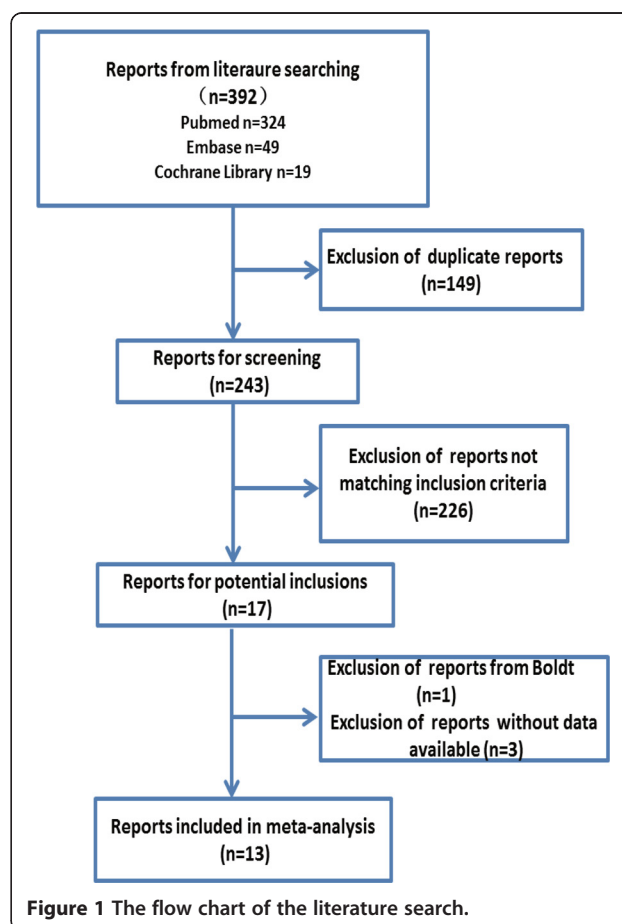 Reports from literaure searching
（n=392）
Pubmed n=324
Embase n=49
Cochrane Library n=19
Exclusion of duplicate reports
(n=149)
Reports for screening
(n=243)
Exclusion of reports not
matching inclusion criteria
(n=226)
Reports for potential inclusions
(n=17)
Exclusion of reports from Boldt
(n=1)
Exclusion of reports without data
available (n=3)
Reports included in meta-analysis
(n=13)
Figure 1 The flow chart of the literature search.